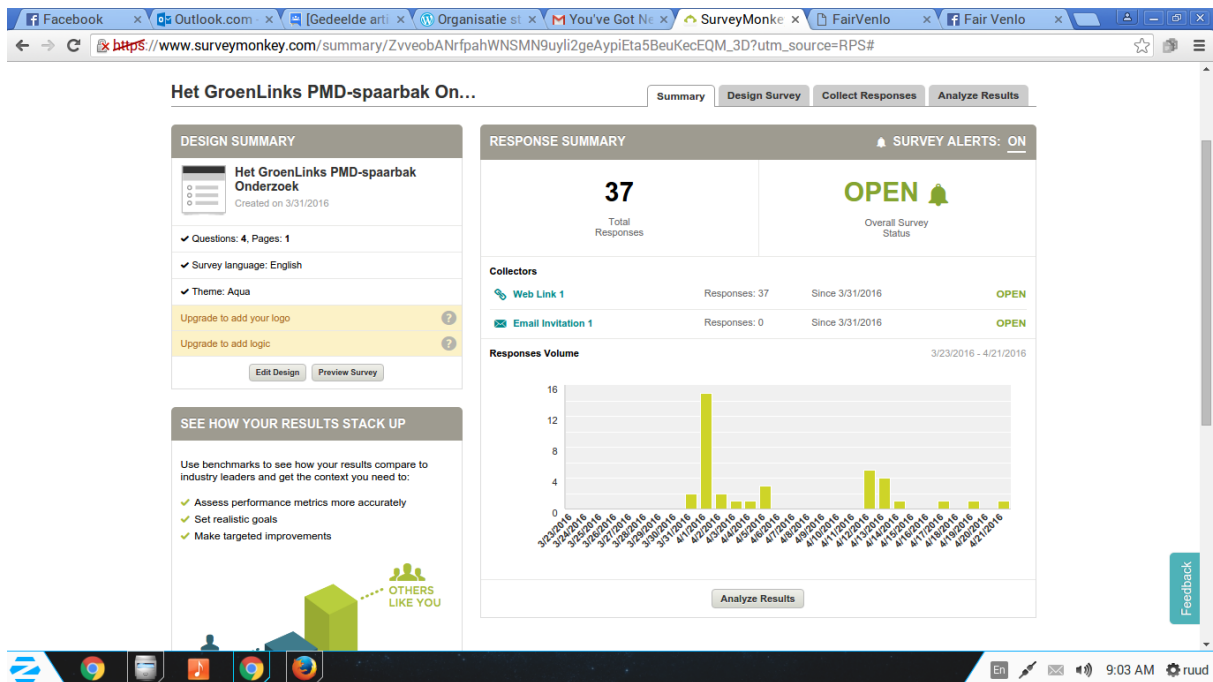 Facebook
Outlook.com -
[Gedeelde arti
Organisatie st
You've Got Ne
SurveyMonke
FairVenlo
Fair Venlo
https://www.surveymonkey.com/summary/ZvveobANrfpahWNSMN9uyli2geAypiEta5BeuKecEQM_3D?utm_source=RPS#
Het GroenLinks PMD-spaarbak On...
Summary
Design Survey
Collect Responses
Analyze Results
DESIGN SUMMARY
Het GroenLinks PMD-spaarbak
Onderzoek
Created on 3/31/2016
Questions: 4, Pages: 1
Survey language: English
Theme: Aqua
Upgrade to add your logo ?
Upgrade to add logic ?
Edit Design
Preview Survey
SEE HOW YOUR RESULTS STACK UP
Use benchmarks to see how your results compare to
industry leaders and get the context you need to:
Assess performance metrics more accurately
Set realistic goals
Make targeted improvements
OTHERS
LIKE YOU
RESPONSE SUMMARY
SURVEY ALERTS: ON
37
Total
Responses
OPEN
Overall Survey
Status
Collectors
Web Link 1 Responses: 37 Since 3/31/2016 OPEN
Email Invitation 1 Responses: 0 Since 3/31/2016 OPEN
Responses Volume 3/23/2016 - 4/21/2016
16
12
8
4
0
3/23/2016
3/24/2016
3/25/2016
3/26/2016
3/27/2016
3/28/2016
3/29/2016
3/30/2016
3/31/2016
4/1/2016
4/2/2016
4/3/2016
4/4/2016
4/5/2016
4/6/2016
4/7/2016
4/8/2016
4/9/2016
4/10/2016
4/11/2016
4/12/2016
4/13/2016
4/14/2016
4/15/2016
4/16/2016
4/17/2016
4/18/2016
4/19/2016
4/20/2016
4/21/2016
Analyze Results
Feedback
En
9:03 AM
ruud